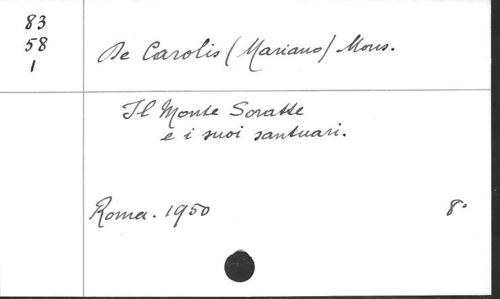 83
58
1
De Carolis (Mariano) Mons.
Il Monte Soratte
e i suoi santuari.
Roma. 1950
8°